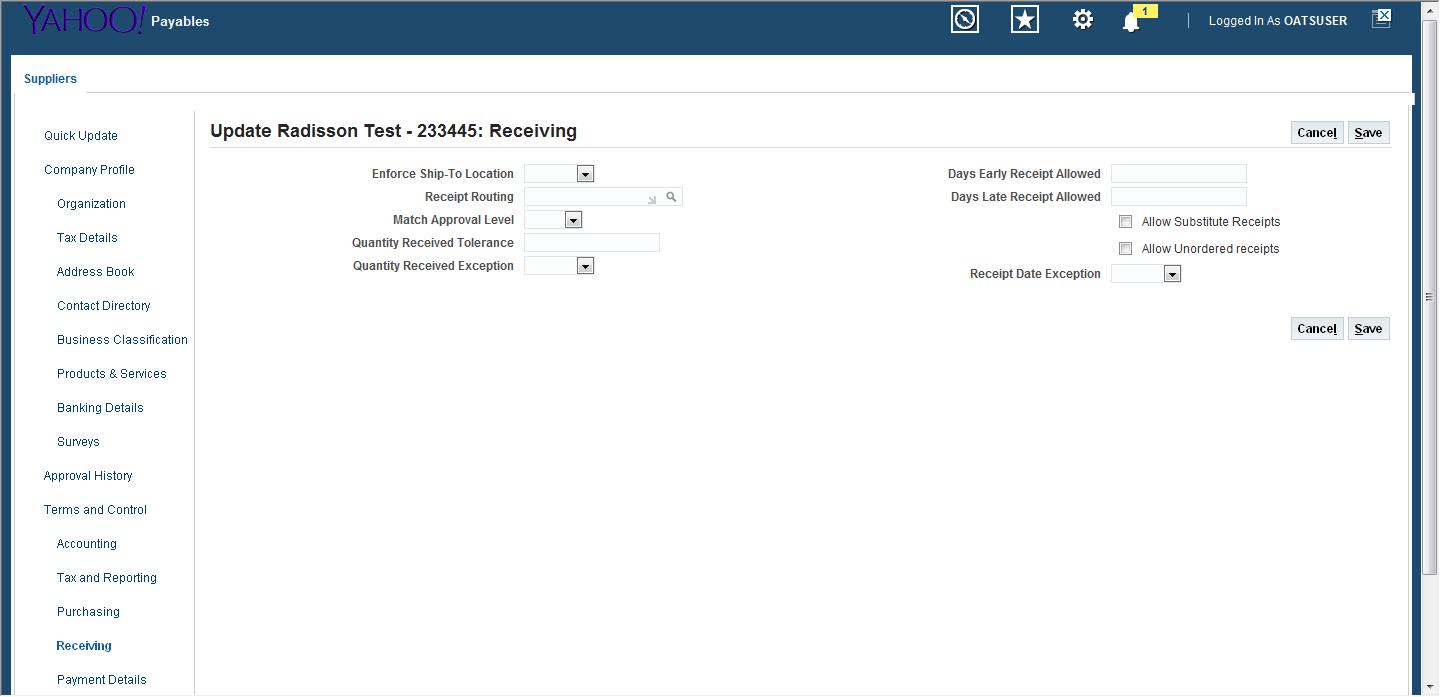 YAHOO! Payables
1
Logged In As OATSUSER
Suppliers
Quick Update
Company Profile
Organization
Tax Details
Address Book
Contact Directory
Business Classification
Products & Services
Banking Details
Surveys
Approval History
Terms and Control
Accounting
Tax and Reporting
Purchasing
Receiving
Payment Details
Update Radisson Test - 233445: Receiving
Cancel Save
Enforce Ship-To Location
Receipt Routing
Match Approval Level
Quantity Received Tolerance
Quantity Received Exception
Days Early Receipt Allowed
Days Late Receipt Allowed
Allow Substitute Receipts
Allow Unordered receipts
Receipt Date Exception
Cancel Save